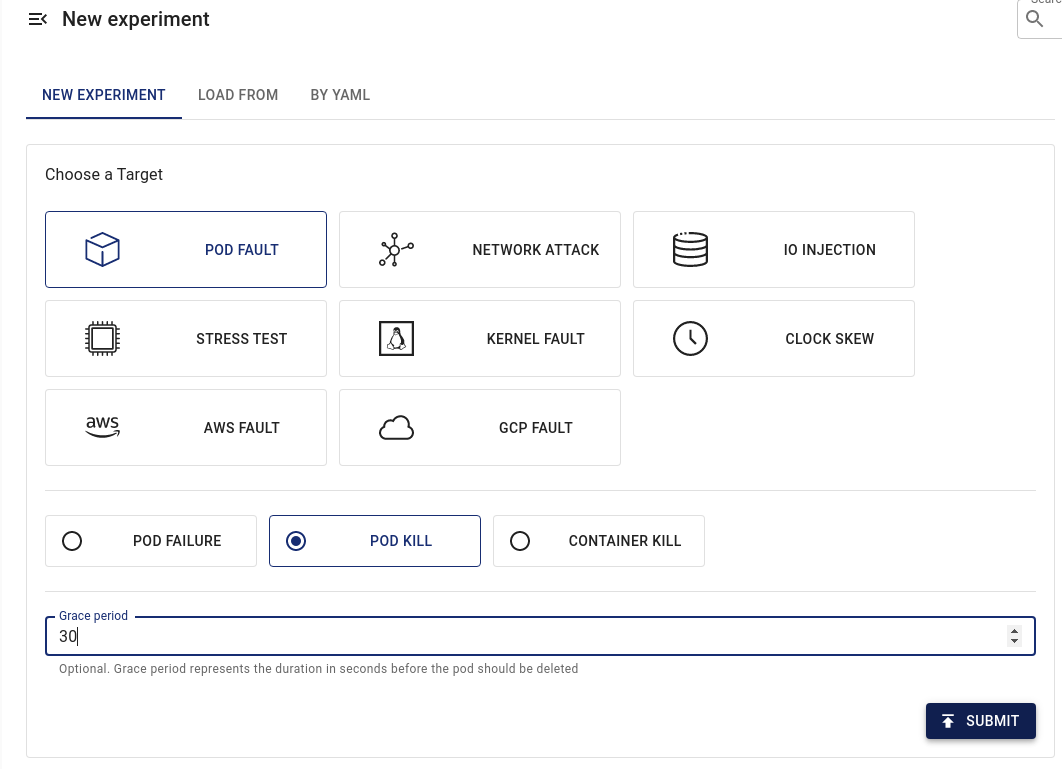 New experiment
NEW EXPERIMENT LOAD FROM BY YAML
Choose a Target
POD FAULT NETWORK ATTACK IO INJECTION
STRESS TEST KERNEL FAULT CLOCK SKEW
aws AWS FAULT GCP FAULT
POD FAILURE POD KILL CONTAINER KILL
Grace period
30
Optional. Grace period represents the duration in seconds before the pod should be deleted
SUBMIT